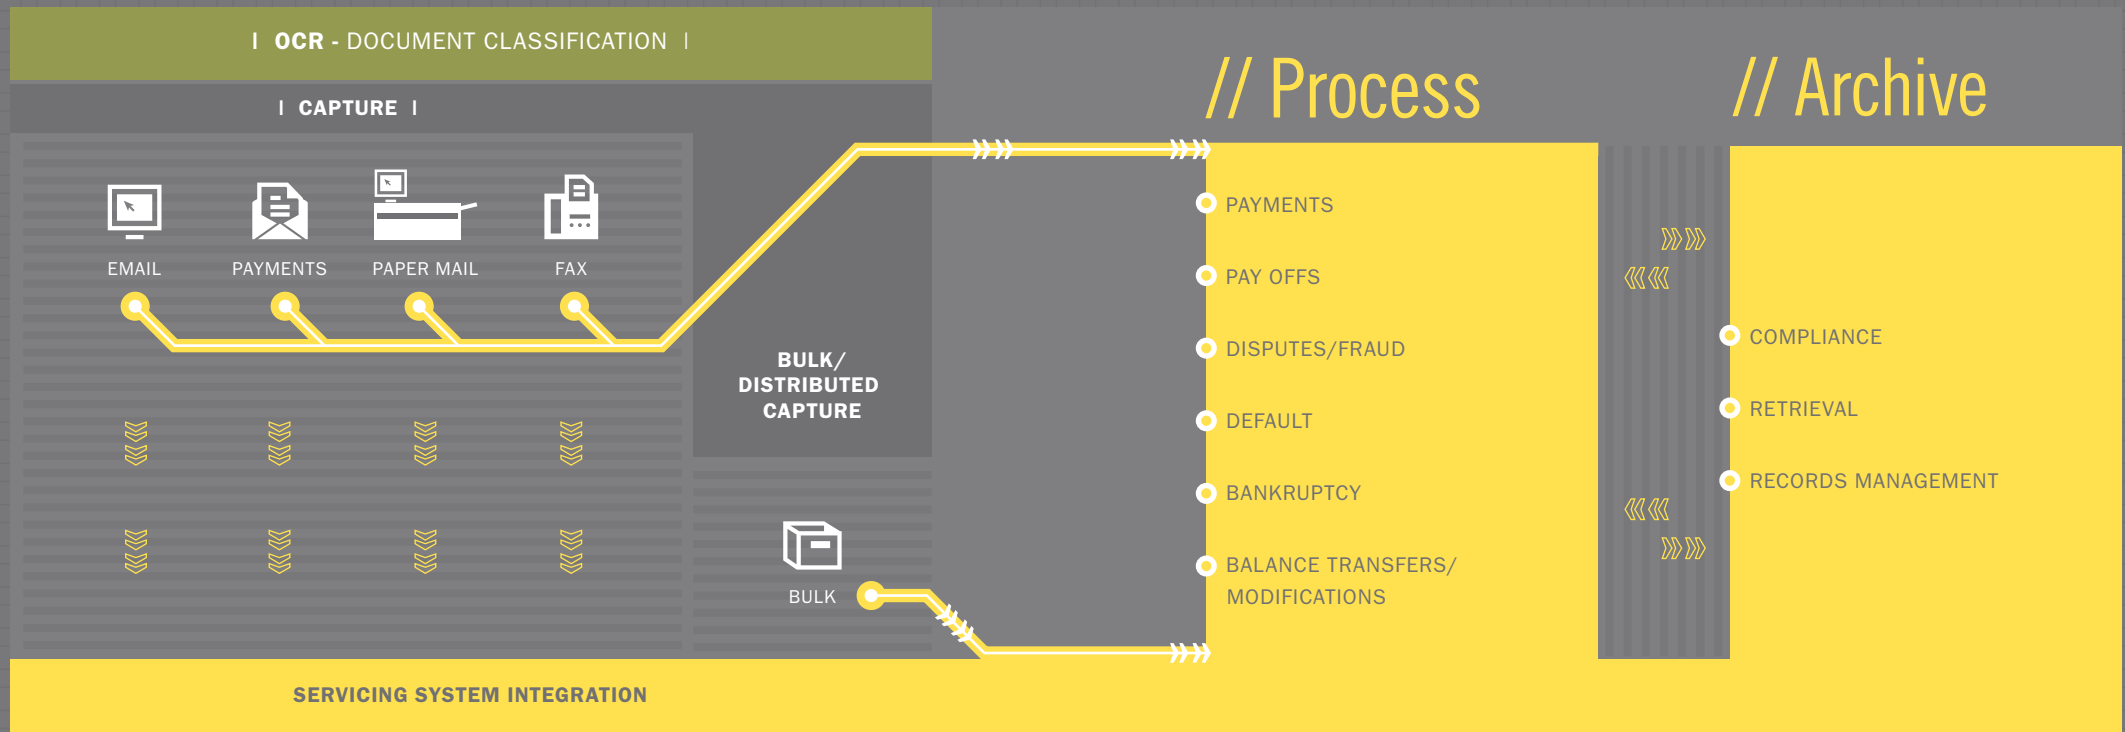 | OCR - DOCUMENT CLASSIFICATION |
| CAPTURE |
EMAIL
PAYMENTS
PAPER MAIL
FAX
BULK/
DISTRIBUTED
CAPTURE
BULK
SERVICING SYSTEM INTEGRATION
// Process
PAYMENTS
PAY OFFS
DISPUTES/FRAUD
DEFAULT
BANKRUPTCY
BALANCE TRANSFERS/
MODIFICATIONS
// Archive
COMPLIANCE
RETRIEVAL
RECORDS MANAGEMENT